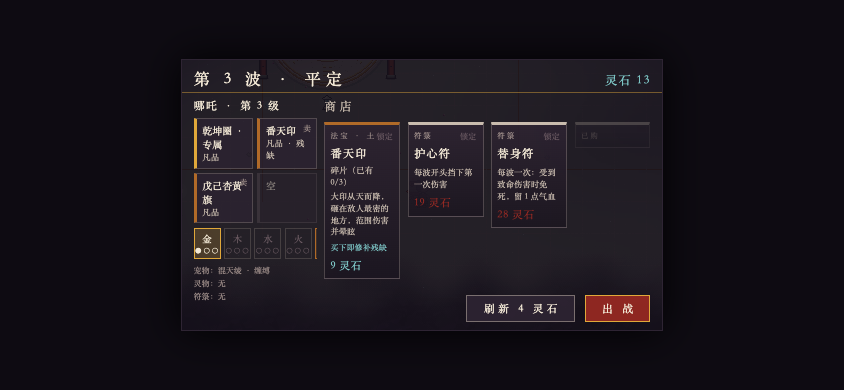 第 3 波 · 平定
灵石 13
哪吒 · 第 3 级
商店
乾坤圈 ·
专属
凡品
番天印
卖
凡品 · 残
缺
戊己杏黄
旗
卖
凡品
空
金
木
水
火
宠物: 混天绫 · 缠缚
灵物: 无
符箓: 无
法宝 · 土
锁定
番天印
碎片 (已有
0/3)
大印从天而降,
砸在敌人最密的
地方, 范围伤害
并晕眩
买下即修补残缺
9 灵石
符箓
锁定
护心符
每波开头挡下第
一次伤害
19 灵石
符箓
锁定
替身符
每波一次: 受到
致命伤害时免
死, 留 1 点气血
28 灵石
已购
刷新 4 灵石
出 战